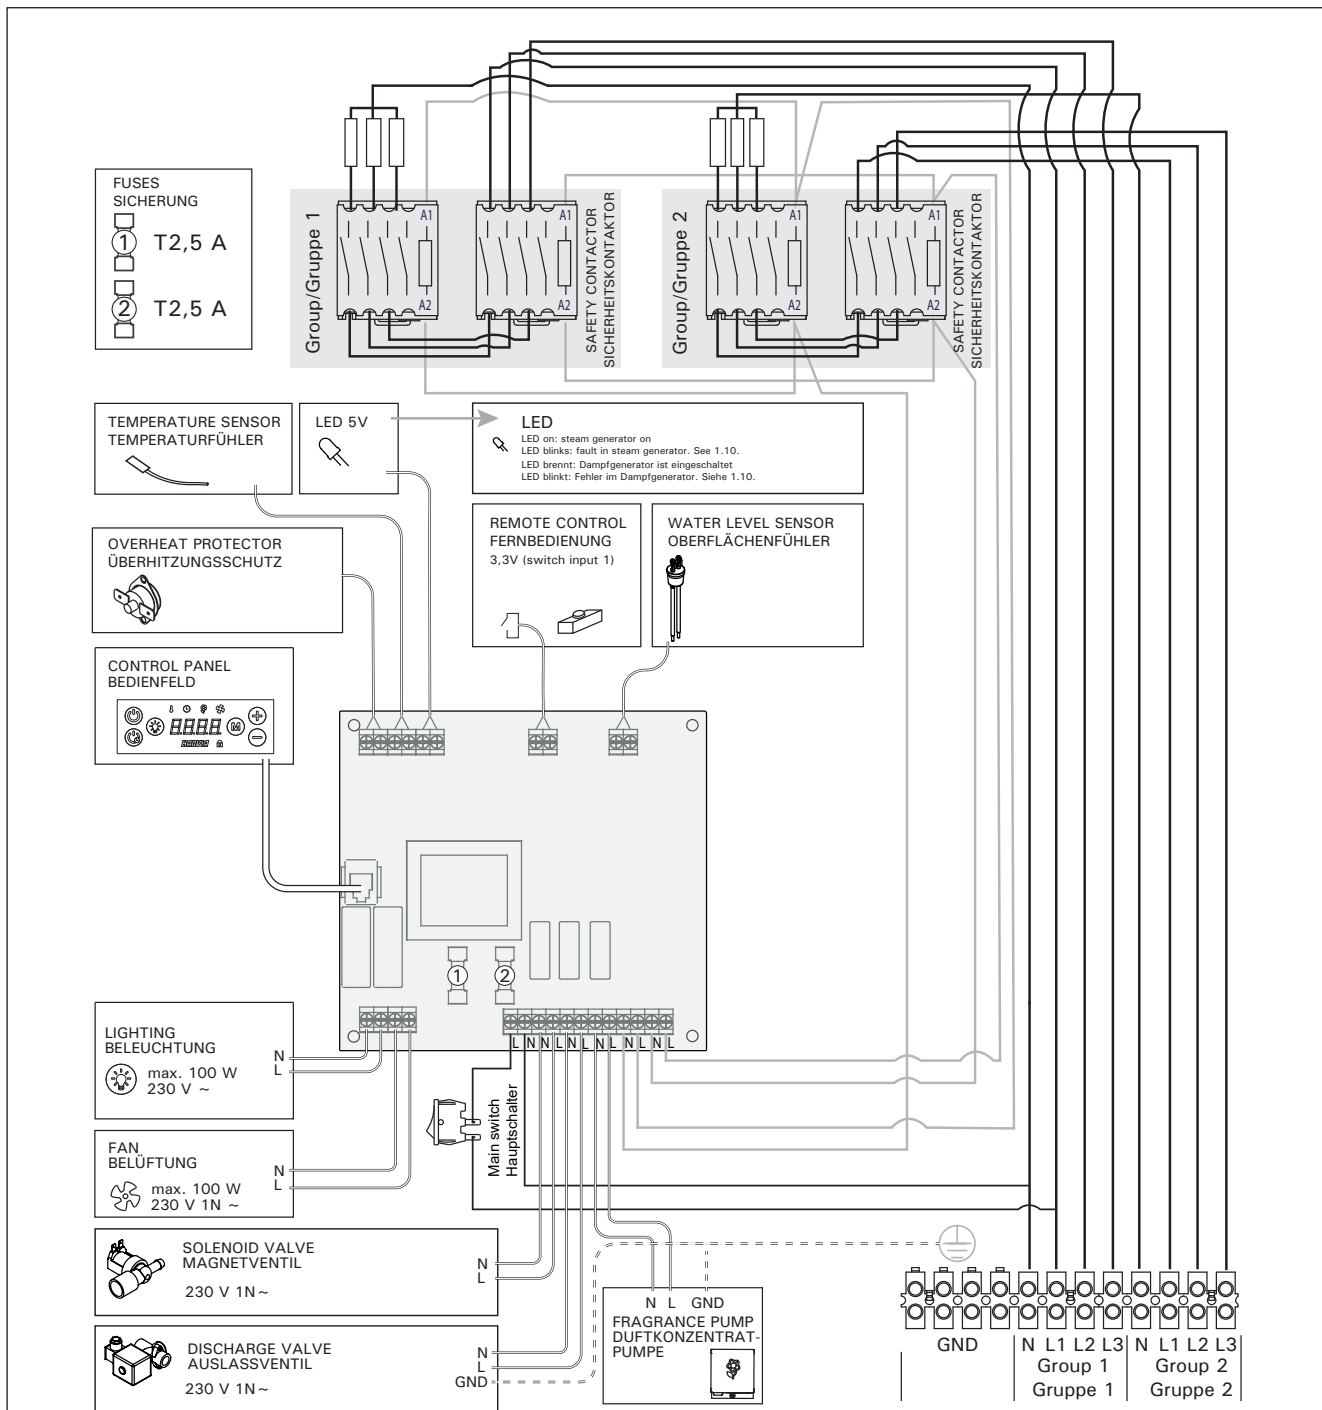 FUSES
SICHERUNG
1 T2,5 A
2 T2,5 A
Group/Gruppe 1
A1
A2
A1
A2
SAFETY CONTACTOR
SICHERHEITSKONTAKTOR
Group/Gruppe 2
A1
A2
A1
A2
SAFETY CONTACTOR
SICHERHEITSKONTAKTOR
TEMPERATURE SENSOR
TEMPERATURFÜHLER
LED 5V
LED
LED on: steam generator on
LED blinks: fault in steam generator. See 1.10.
LED brennt: Dampfgenerator ist eingeschaltet
LED blinkt: Fehler im Dampfgenerator. Siehe 1.10.
OVERHEAT PROTECTOR
ÜBERHITZUNGSSCHUTZ
REMOTE CONTROL
FERNBEDIENUNG
3,3V (switch input 1)
WATER LEVEL SENSOR
OBERFLÄCHENFÜHLER
CONTROL PANEL
BEDIENFELD
8.8.8.8
M
HARVIA
1
2
L N N L N L N L N L N L
Main switch
Hauptschalter
LIGHTING
BELEUCHTUNG
max. 100 W
230 V ~
N
L
FAN
BELÜFTUNG
max. 100 W
230 V 1N ~
N
L
SOLENOID VALVE
MAGNETVENTIL
230 V 1N~
N
L
DISCHARGE VALVE
AUSLASSVENTIL
230 V 1N~
N
L
GND
N L GND
FRAGRANCE PUMP
DUFTKONZENTRAT-
PUMPE
GND
N L1 L2 L3
Group 1
Gruppe 1
N L1 L2 L3
Group 2
Gruppe 2